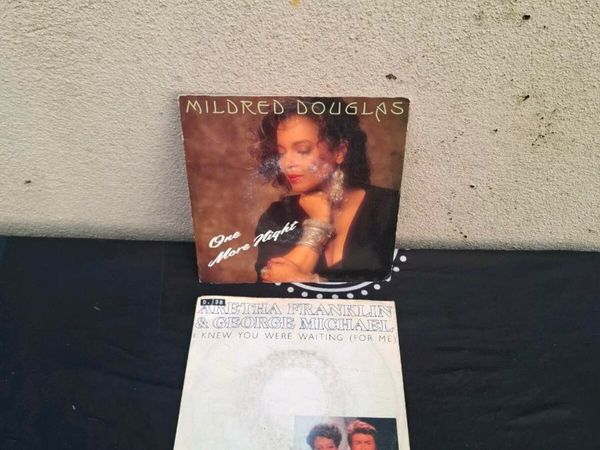 MILDRED DOUGLAS
One
More Night
ARETHA FRANKLIN
& GEORGE MICHAEL
I KNEW YOU WERE WAITING (FOR ME)